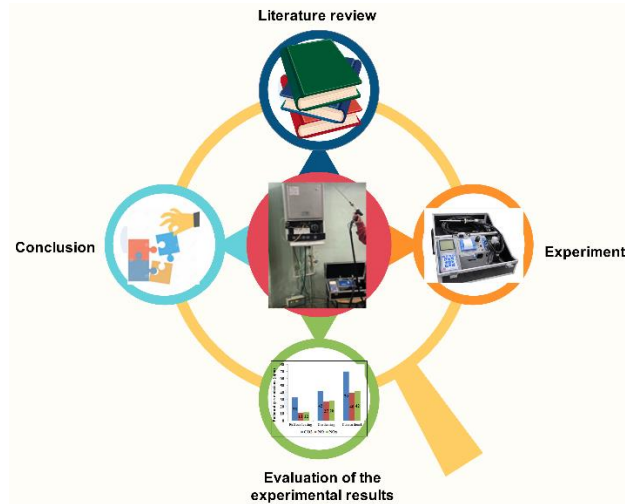 Literature review
Conclusion
Experiment
Evaluation of the
experimental results